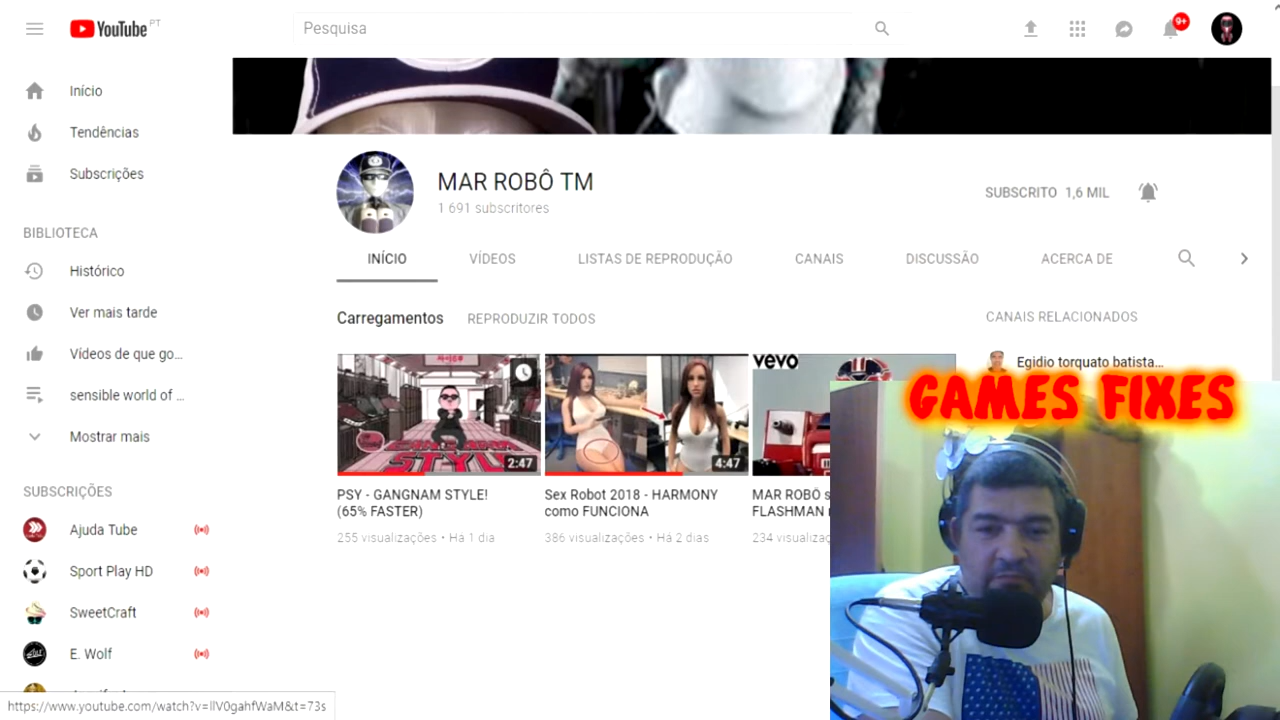 YouTube PT
Pesquisa
9+
Início
Tendências
Subscrições
BIBLIOTECA
Histórico
Ver mais tarde
Vídeos de que go...
sensible world of ...
Mostrar mais
SUBSCRIÇÕES
Ajuda Tube
Sport Play HD
SweetCraft
E. Wolf
https://www.youtube.com/watch?v=lIV0gahfWaM&t=73s
MAR ROBÔ TM
1 691 subscritores
SUBSCRITO 1,6 MIL
INÍCIO
VÍDEOS
LISTAS DE REPRODUÇÃO
CANAIS
DISCUSSÃO
ACERCA DE
Carregamentos
REPRODUZIR TODOS
CANAIS RELACIONADOS
Egidio torquato batista...
GAMES FIXES
2:47
4:47
vevo
PSY - GANGNAM STYLE!
(65% FASTER)
255 visualizações • Há 1 dia
Sex Robot 2018 - HARMONY
como FUNCIONA
386 visualizações • Há 2 dias
MAR ROBÔ
FLASHMAN
234